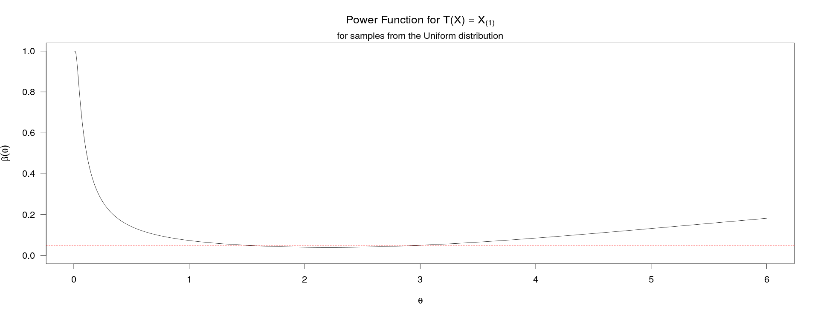 Power Function for T(X) = X(1)
for samples from the Uniform distribution
β(θ)
1.0
0.8
0.6
0.4
0.2
0.0
0 1 2 3 4 5 6
θ